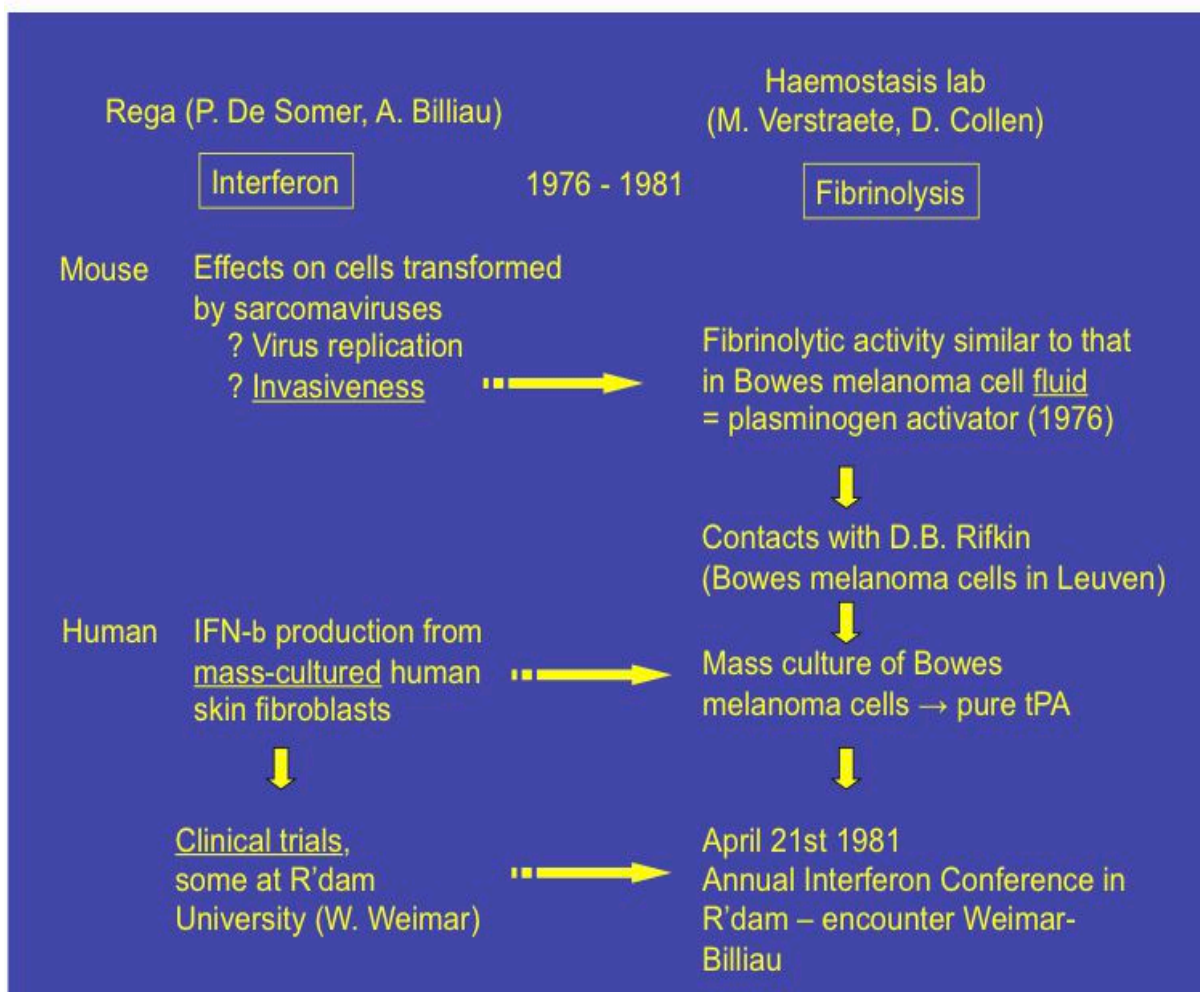 Rega (P. De Somer, A. Billiau)
Haemostasis lab
(M. Verstraete, D. Collen)
Interferon
1976 - 1981
Fibrinolysis
Mouse
Effects on cells transformed
by sarcomaviruses
? Virus replication
? Invasiveness
Fibrinolytic activity similar to that
in Bowes melanoma cell fluid
= plasminogen activator (1976)
Contacts with D.B. Rifkin
(Bowes melanoma cells in Leuven)
Human
IFN-b production from
mass-cultured human
skin fibroblasts
Mass culture of Bowes
melanoma cells → pure tPA
Clinical trials,
some at R'dam
University (W. Weimar)
April 21st 1981
Annual Interferon Conference in
R'dam – encounter Weimar-
Billiau